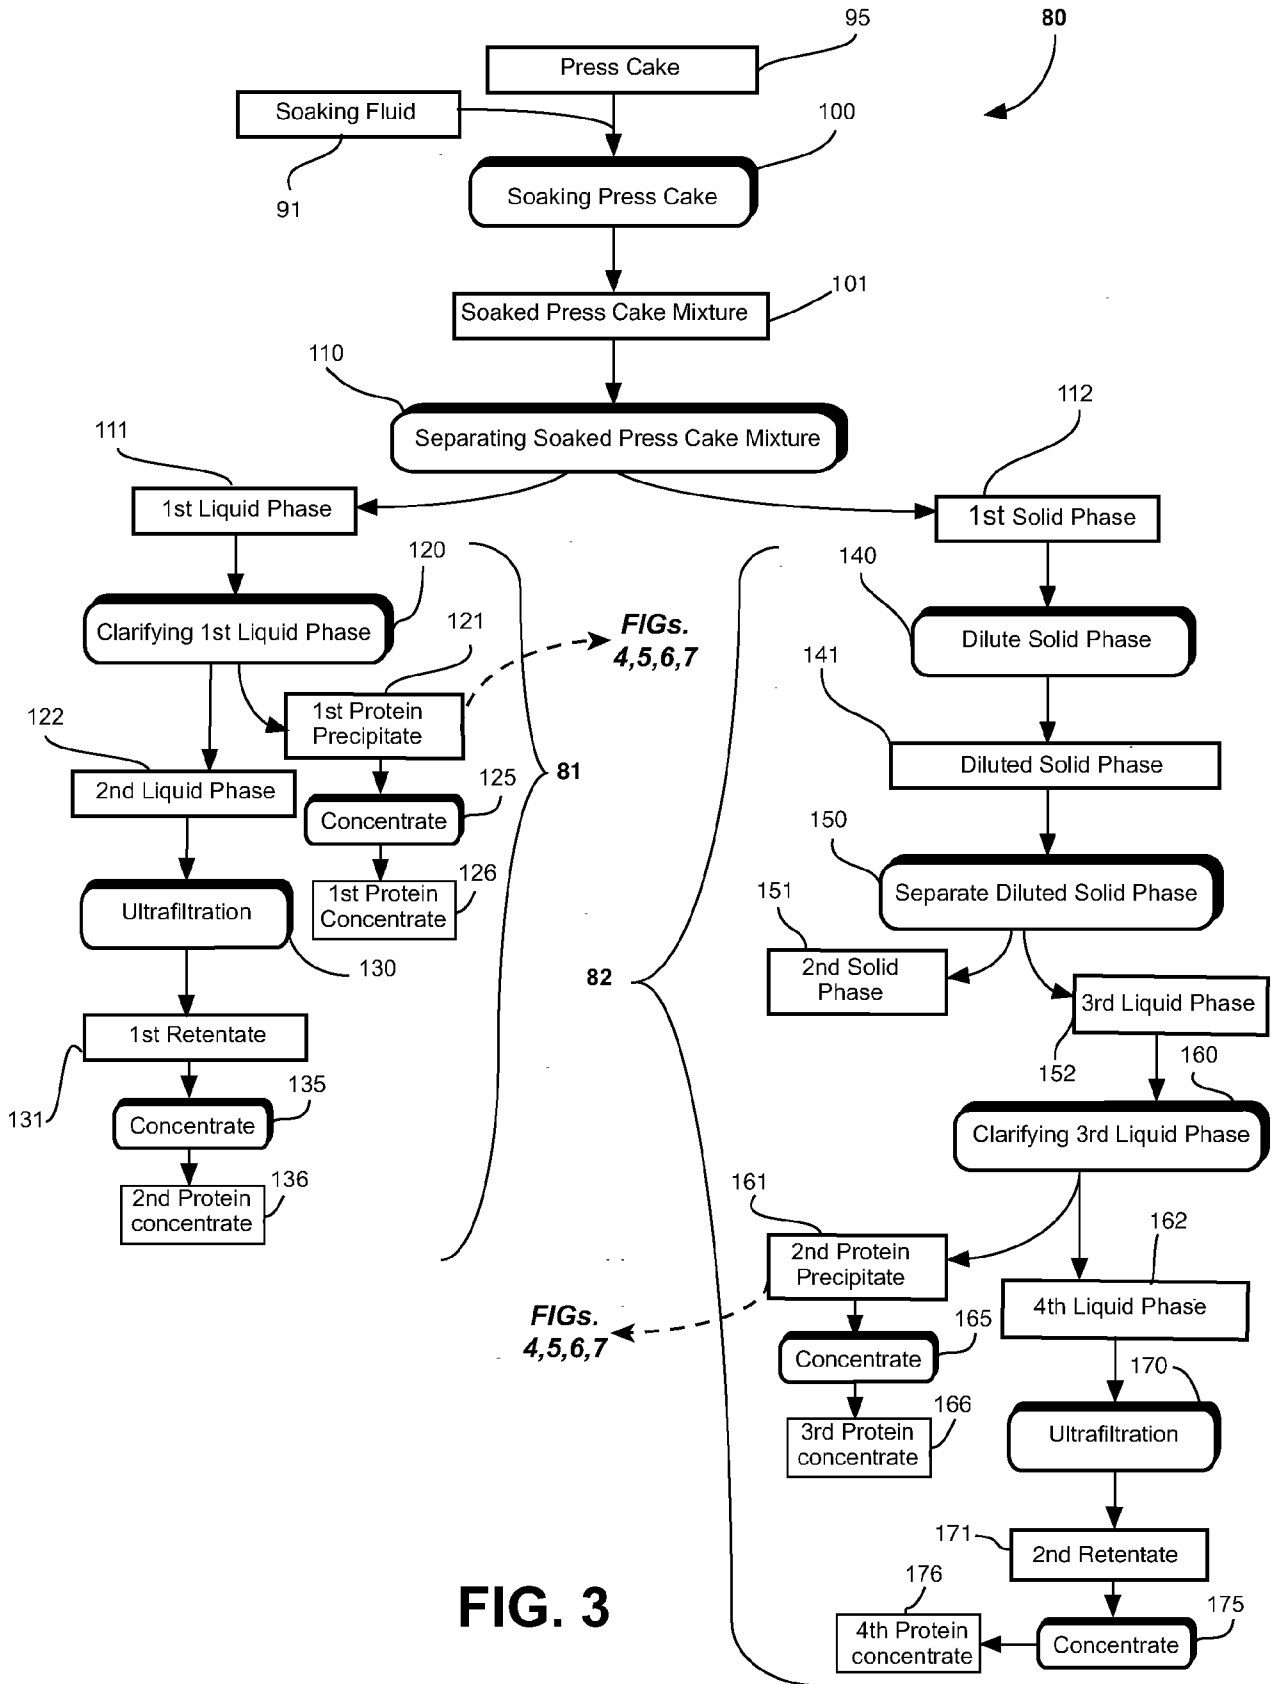 95
80
Press Cake
Soaking Fluid
100
91
Soaking Press Cake
101
Soaked Press Cake Mixture
110
112
111
Separating Soaked Press Cake Mixture
1st Liquid Phase
1st Solid Phase
120
140
121
Clarifying 1st Liquid Phase
FIGs.
4,5,6,7
Dilute Solid Phase
141
122
1st Protein
Precipitate
Diluted Solid Phase
81
125
2nd Liquid Phase
Concentrate
150
126
151
1st Protein
Concentrate
Separate Diluted Solid Phase
Ultrafiltration
130
82
2nd Solid
Phase
3rd Liquid Phase
1st Retentate
152
160
135
131
Concentrate
Clarifying 3rd Liquid Phase
136
161
2nd Protein
concentrate
162
2nd Protein
Precipitate
4th Liquid Phase
FIGs.
4,5,6,7
165
Concentrate
170
166
3rd Protein
concentrate
Ultrafiltration
171
2nd Retentate
176
175
FIG. 3
4th Protein
concentrate
Concentrate